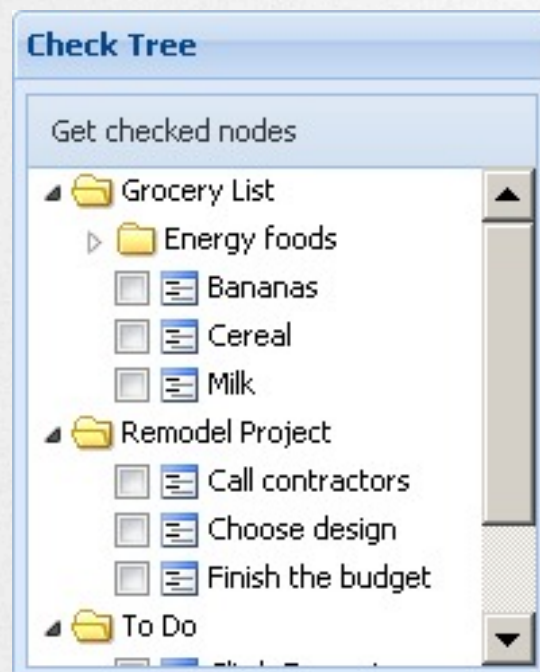 Check Tree
Get checked nodes
Grocery List
Energy foods
Bananas
Cereal
Milk
Remodel Project
Call contractors
Choose design
Finish the budget
To Do